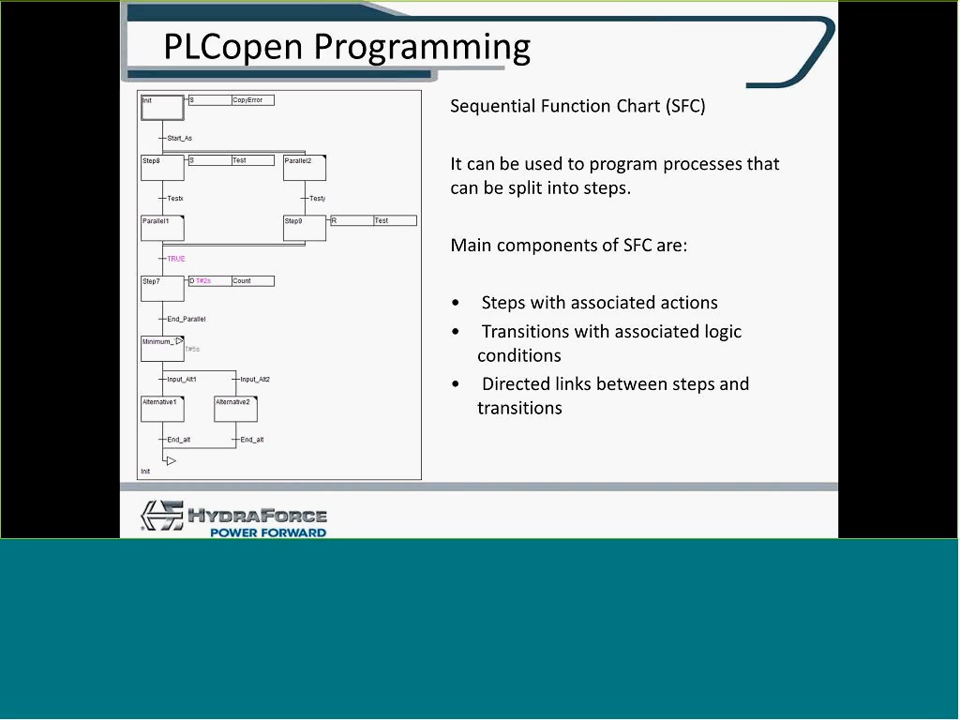 PLCopen Programming
Init
S CopyError
Start_As
Step8
S Test
Parallel2
Testx
Testy
Parallel1
Step9
R Test
TRUE
Step7
D T#2s Count
End_Parallel
Minimum_
T#5s
Input_Alt1
Input_Alt2
Alternative1
Alternative2
End_alt
End_alt
Init
Sequential Function Chart (SFC)
It can be used to program processes that
can be split into steps.
Main components of SFC are:
• Steps with associated actions
• Transitions with associated logic
conditions
• Directed links between steps and
transitions
HYDRAFORCE
POWER FORWARD